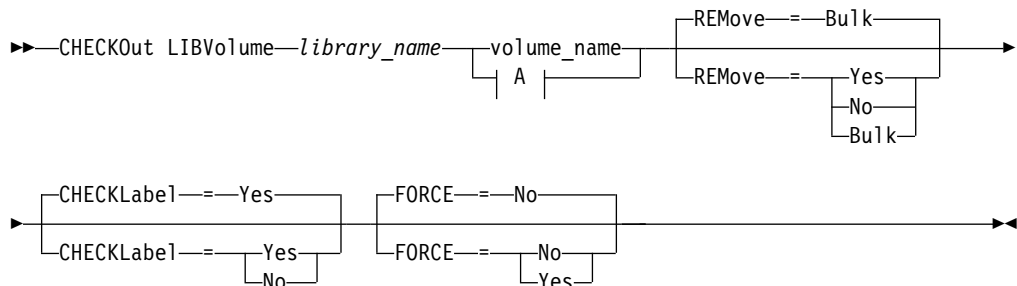 REMove = Bulk
CHECKOut LIBVolume library_name volume_name
A
REMove = Yes
No
Bulk
CHECKLabel = Yes
FORCE = No
CHECKLabel = Yes
No
FORCE = No
Yes